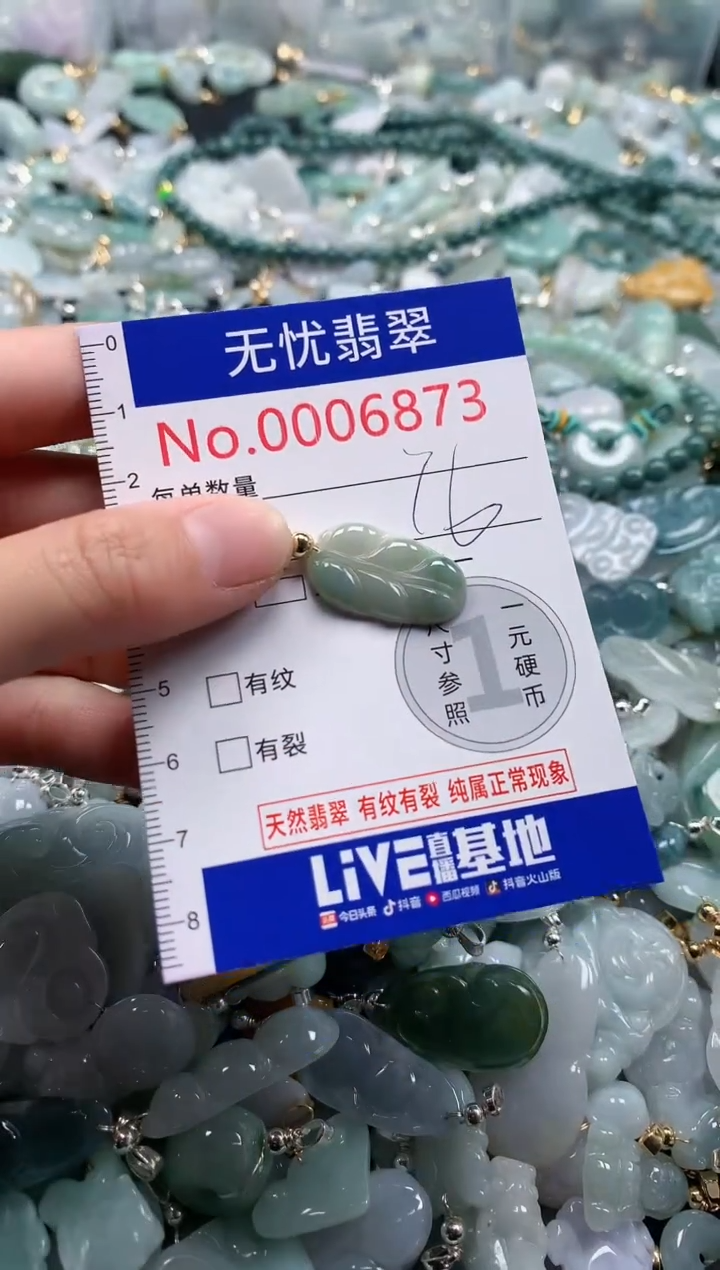 0
无忧翡翠
1
No.0006873
2
每单数量
76
尺寸参照
一元硬币
1
5
有纹
6
有裂
天然翡翠 有纹有裂 纯属正常现象
7
LiVE直播基地
8
今日头条 抖音 西瓜视频 抖音火山版